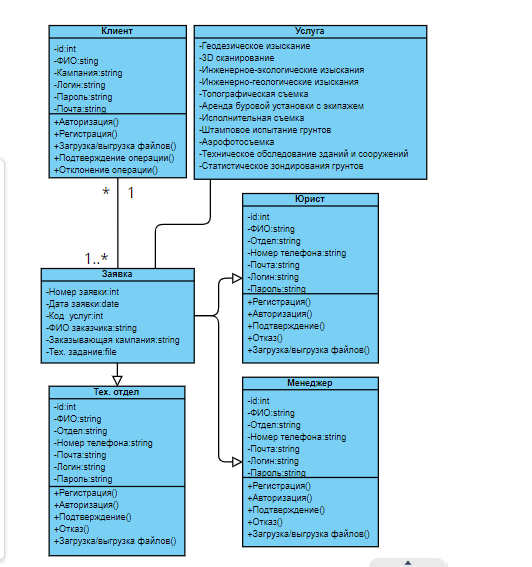 Клиент
-id:int
-ФИО:sting
-Кампания:string
-Логин:string
-Пароль:string
-Почта:string
+Авторизация()
+Регистрация()
+Загрузка/выгрузка файлов()
+Подтверждение операции()
+Отклонение операции()
Услуга
-Геодезическое изыскание
-3D сканирование
-Инженерное-экологические изыскания
-Инженерно-геологические изыскания
-Топографическая съемка
-Аренда буровой установки с экипажем
-Исполнительная съемка
-Штамповое испытание грунтов
-Аэрофотосъемка
-Техническое обследование зданий и сооружений
-Статистическое зондирования грунтов
* 1
1..*
Заявка
-Номер заявки:int
-Дата заявки:date
-Код услуг:int
-ФИО заказчика:string
-Заказывающая кампания:string
-Тех. задание:file
Юрист
-id:int
-ФИО:string
-Отдел:string
-Номер телефона:string
-Почта:string
-Логин:string
-Пароль:string
+Регистрация()
+Авторизация()
+Подтверждение()
+Отказ()
+Загрузка/выгрузка файлов()
Тех. отдел
-id:int
-ФИО:string
-Отдел:string
-Номер телефона:string
-Почта:string
-Логин:string
-Пароль:string
+Регистрация()
+Авторизация()
+Подтверждение()
+Отказ()
+Загрузка/выгрузка файлов()
Менеджер
-id:int
-ФИО:string
-Отдел:string
-Номер телефона:string
-Почта:string
-Логин:string
-Пароль:string
+Регистрация()
+Авторизация()
+Подтверждение()
+Отказ()
+Загрузка/выгрузка файлов()